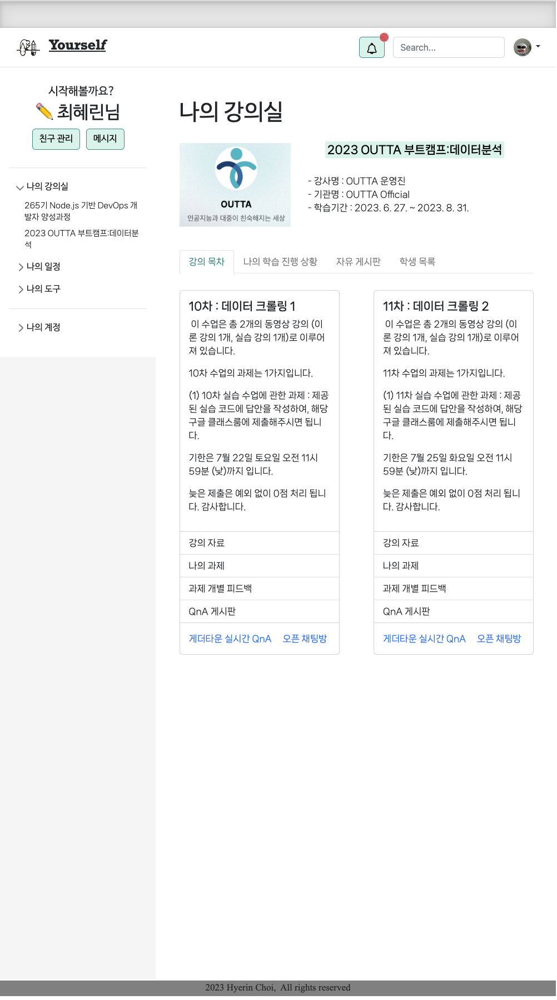 Yourself
Search...
시작해볼까요?
✏️ 최혜린님
친구 관리
메시지
나의 강의실
265기 Node.js 기반 DevOps 개
발자 양성과정
2023 OUTTA 부트캠프:데이터분
석
나의 일정
나의 도구
나의 계정
나의 강의실
OUTTA
인공지능과 대중이 친숙해지는 세상
2023 OUTTA 부트캠프:데이터분석
- 강사명 : OUTTA 운영진
- 기관명 : OUTTA Official
- 학습기간 : 2023. 6. 27. ~ 2023. 8. 31.
강의 목차
나의 학습 진행 상황
자유 게시판
학생 목록
10차 : 데이터 크롤링 1
이 수업은 총 2개의 동영상 강의 (이
론 강의 1개, 실습 강의 1개)로 이루어
져 있습니다.
10차 수업의 과제는 1가지입니다.
(1) 10차 실습 수업에 관한 과제 : 제공
된 실습 코드에 답안을 작성하여, 해당
구글 클래스룸에 제출해주시면 됩니
다.
기한은 7월 22일 토요일 오전 11시
59분 (낮)까지 입니다.
늦은 제출은 예외 없이 0점 처리 됩니
다. 감사합니다.
강의 자료
나의 과제
과제 개별 피드백
QnA 게시판
게더타운 실시간 QnA
오픈 채팅방
11차 : 데이터 크롤링 2
이 수업은 총 2개의 동영상 강의 (이
론 강의 1개, 실습 강의 1개)로 이루어
져 있습니다.
11차 수업의 과제는 1가지입니다.
(1) 11차 실습 수업에 관한 과제 : 제공
된 실습 코드에 답안을 작성하여, 해당
구글 클래스룸에 제출해주시면 됩니
다.
기한은 7월 25일 화요일 오전 11시
59분 (낮)까지 입니다.
늦은 제출은 예외 없이 0점 처리 됩니
다. 감사합니다.
강의 자료
나의 과제
과제 개별 피드백
QnA 게시판
게더타운 실시간 QnA
오픈 채팅방
2023 Hyerin Choi, All rights reserved